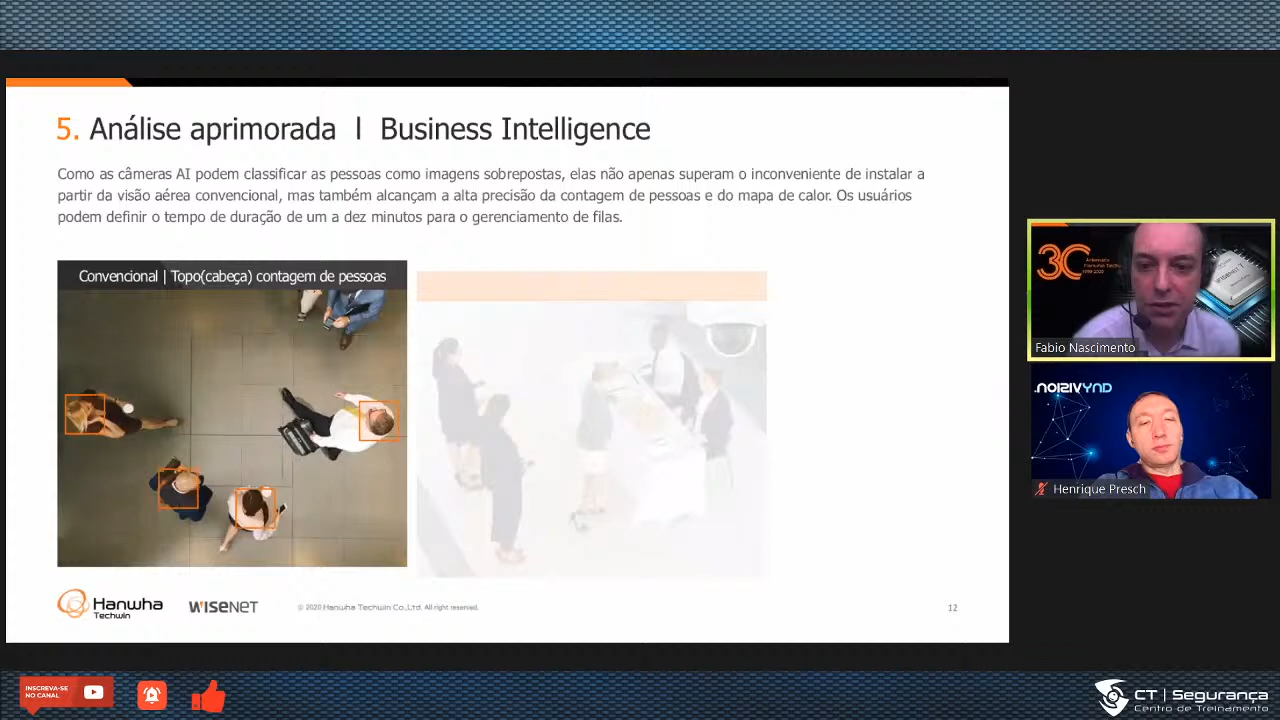 5. Análise aprimorada | Business Intelligence
Como as câmeras AI podem classificar as pessoas como imagens sobrepostas, elas não apenas superam o inconveniente de instalar a
partir da visão aérea convencional, mas também alcançam a alta precisão da contagem de pessoas e do mapa de calor. Os usuários
podem definir o tempo de duração de um a dez minutos para o gerenciamento de filas.
Convencional | Topo(cabeça) contagem de pessoas
Hanwha
Techwin
WISENET
© 2020 Hanwha Techwin Co.,Ltd. All right reserved.
12
30
Fabio Nascimento
DNYVISION.
Henrique Presch
INSCREVA-SE
NO CANAL
CT | Segurança
Centro de Treinamento